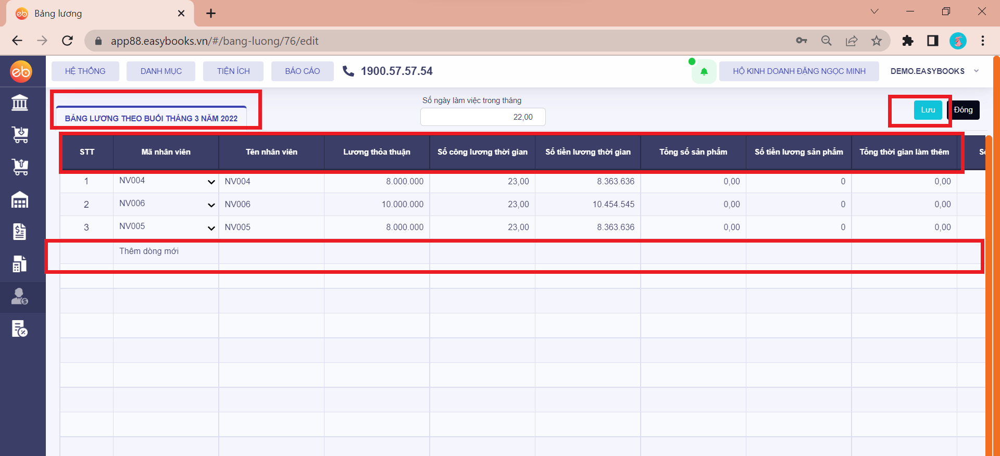 Bảng lương
app88.easybooks.vn/#/bang-luong/76/edit
eb HỆ THỐNG DANH MỤC TIỆN ÍCH BÁO CÁO 1900.57.57.54 HỘ KINH DOANH ĐẶNG NGỌC MINH DEMO.EASYBOOKS
Số ngày làm việc trong tháng
BẢNG LƯƠNG THEO BUỔI THÁNG 3 NĂM 2022 22,00 Lưu Đóng
STT Mã nhân viên Tên nhân viên Lương thỏa thuận Số công lương thời gian Số tiền lương thời gian Tổng số sản phẩm Số tiền lương sản phẩm Tổng thời gian làm thêm
1 NV004 NV004 8.000.000 23,00 8.363.636 0,00 0 0,00
2 NV006 NV006 10.000.000 23,00 10.454.545 0,00 0 0,00
3 NV005 NV005 8.000.000 23,00 8.363.636 0,00 0 0,00
Thêm dòng mới